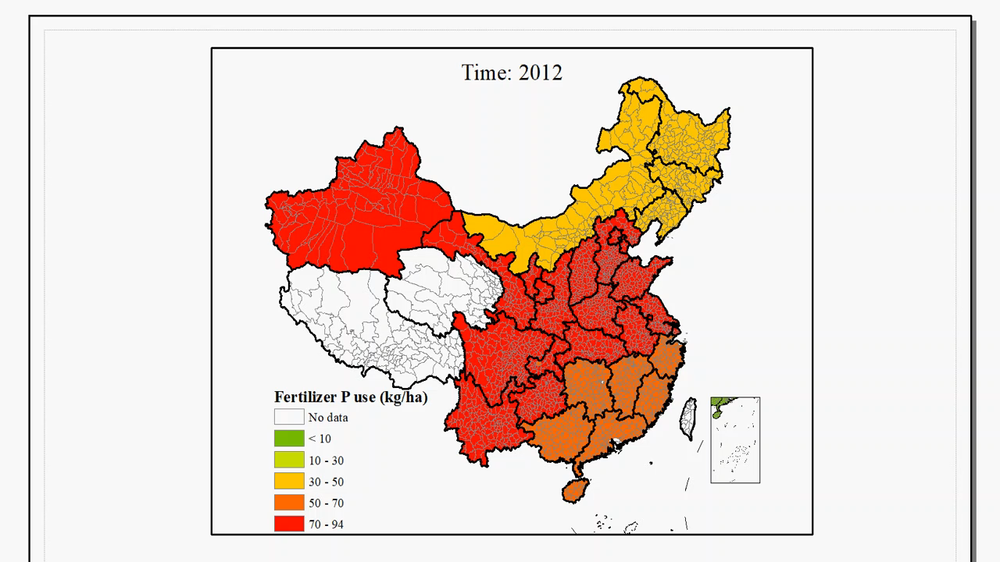 Time: 2012
Fertilizer P use (kg/ha)
No data
< 10
10 - 30
30 - 50
50 - 70
70 - 94